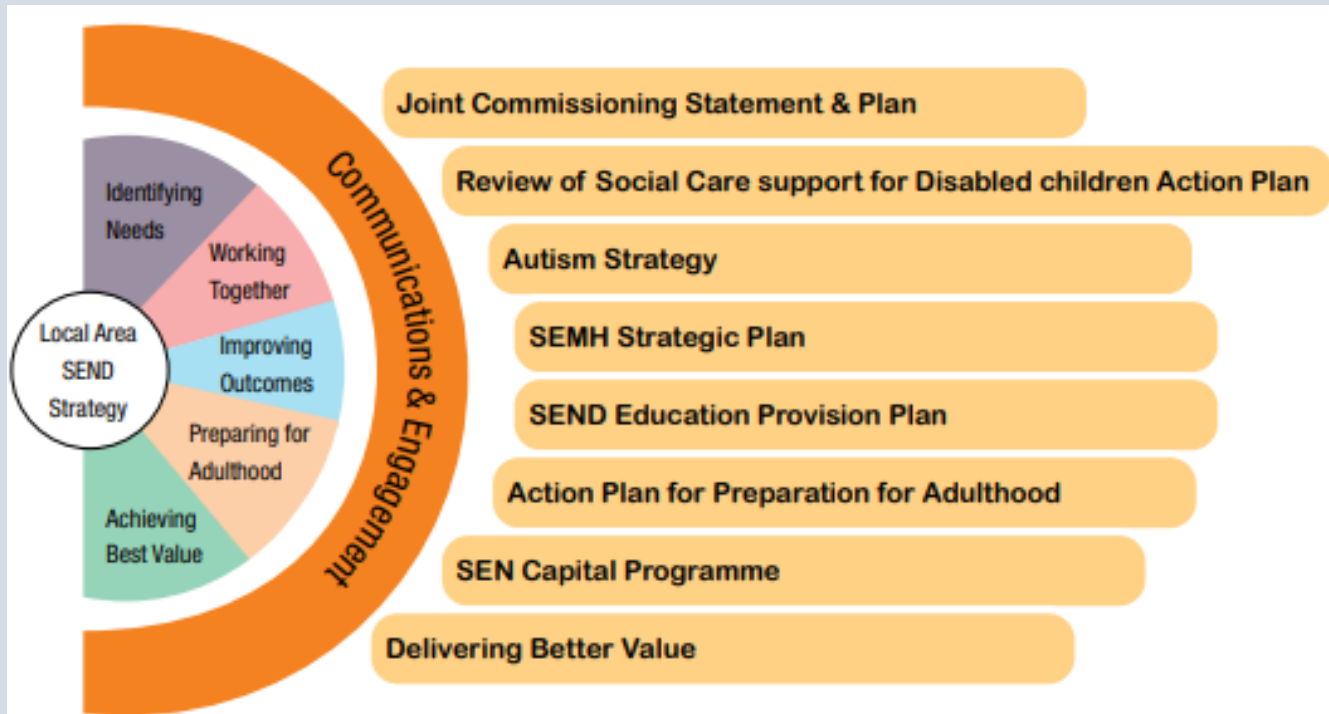 Local Area
SEND
Strategy
Identifying
Needs
Working
Together
Improving
Outcomes
Preparing for
Adulthood
Achieving
Best Value
Communications & Engagement
Joint Commissioning Statement & Plan
Review of Social Care support for Disabled children Action Plan
Autism Strategy
SEMH Strategic Plan
SEND Education Provision Plan
Action Plan for Preparation for Adulthood
SEN Capital Programme
Delivering Better Value